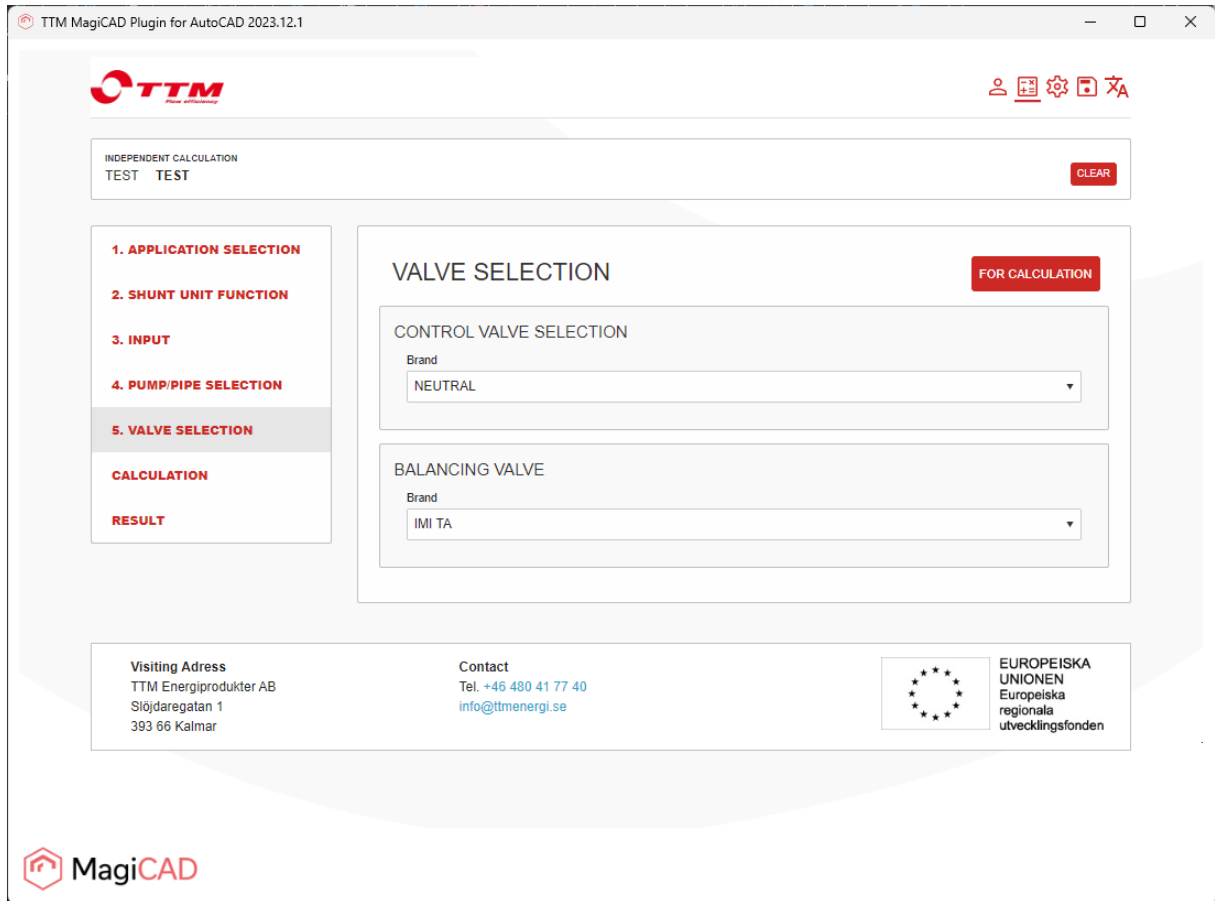 TTM MagiCAD Plugin for AutoCAD 2023.12.1
TTM
Flow efficiency
INDEPENDENT CALCULATION
TEST TEST
CLEAR
1. APPLICATION SELECTION
2. SHUNT UNIT FUNCTION
3. INPUT
4. PUMP/PIPE SELECTION
5. VALVE SELECTION
CALCULATION
RESULT
VALVE SELECTION
FOR CALCULATION
CONTROL VALVE SELECTION
Brand
NEUTRAL
BALANCING VALVE
Brand
IMI TA
Visiting Adress
TTM Energiprodukter AB
Slöjdaregatan 1
393 66 Kalmar
Contact
Tel. +46 480 41 77 40
info@ttmenergi.se
EUROPEISKA
UNIONEN
Europeiska
regionala
utvecklingsfonden
MagiCAD